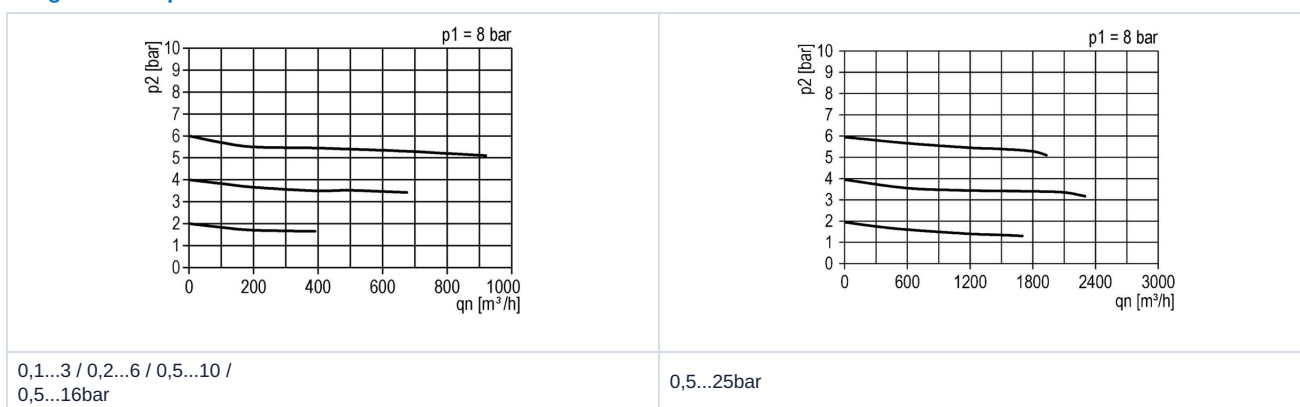 p1 = 8 bar
p2 [bar]
10
9
8
7
6
5
4
3
2
1
0
0 200 400 600 800 1000
qn [m³/h]
p1 = 8 bar
p2 [bar]
10
9
8
7
6
5
4
3
2
1
0
0 600 1200 1800 2400 3000
qn [m³/h]
0,1...3 / 0,2...6 / 0,5...10 /
0,5...16bar
0,5...25bar